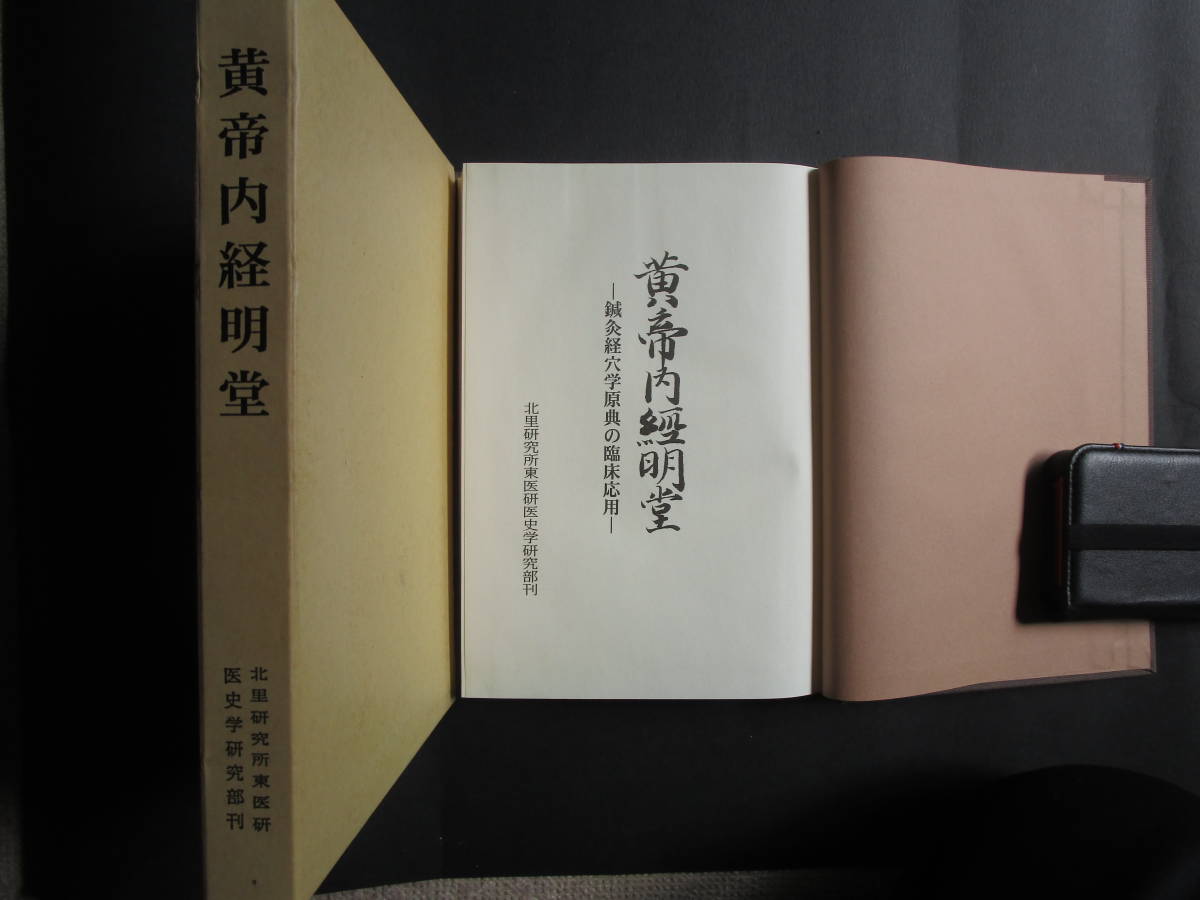 黄帝内経明堂
北里研究所東医研
医史学研究部刊
黄帝内經明堂
―鍼灸経穴学原典の臨床応用―
北里研究所東医研医史学研究部刊